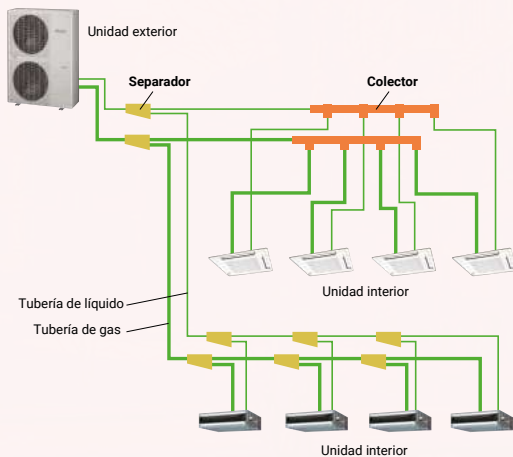 Unidad exterior
Separador
Colector
Unidad interior
Tubería de líquido
Tubería de gas
Unidad interior